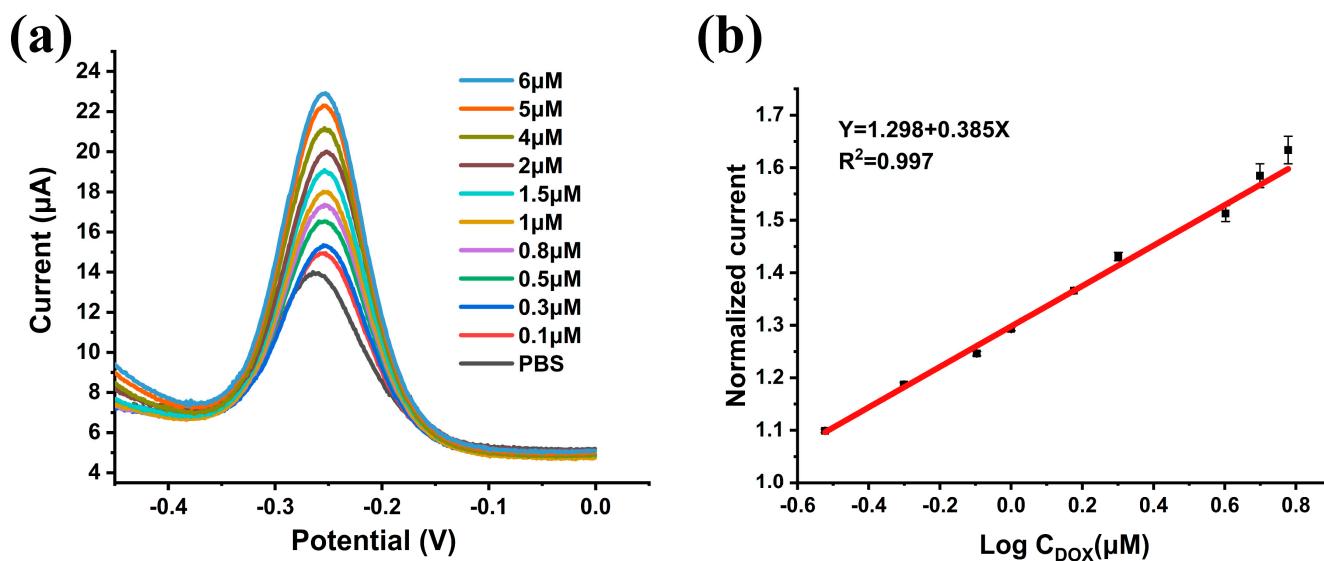 (a)
24
22
20
18
16
14
12
10
8
6
4
Current (µA)
-0.4
-0.3
-0.2
-0.1
0.0
Potential (V)
6µM
5µM
4µM
2µM
1.5µM
1µM
0.8µM
0.5µM
0.3µM
0.1µM
PBS
(b)
1.7
1.6
1.5
1.4
1.3
1.2
1.1
1.0
Normalized current
Y=1.298+0.385X
R²=0.997
-0.6
-0.4
-0.2
0.0
0.2
0.4
0.6
0.8
Log C_DOX(µM)